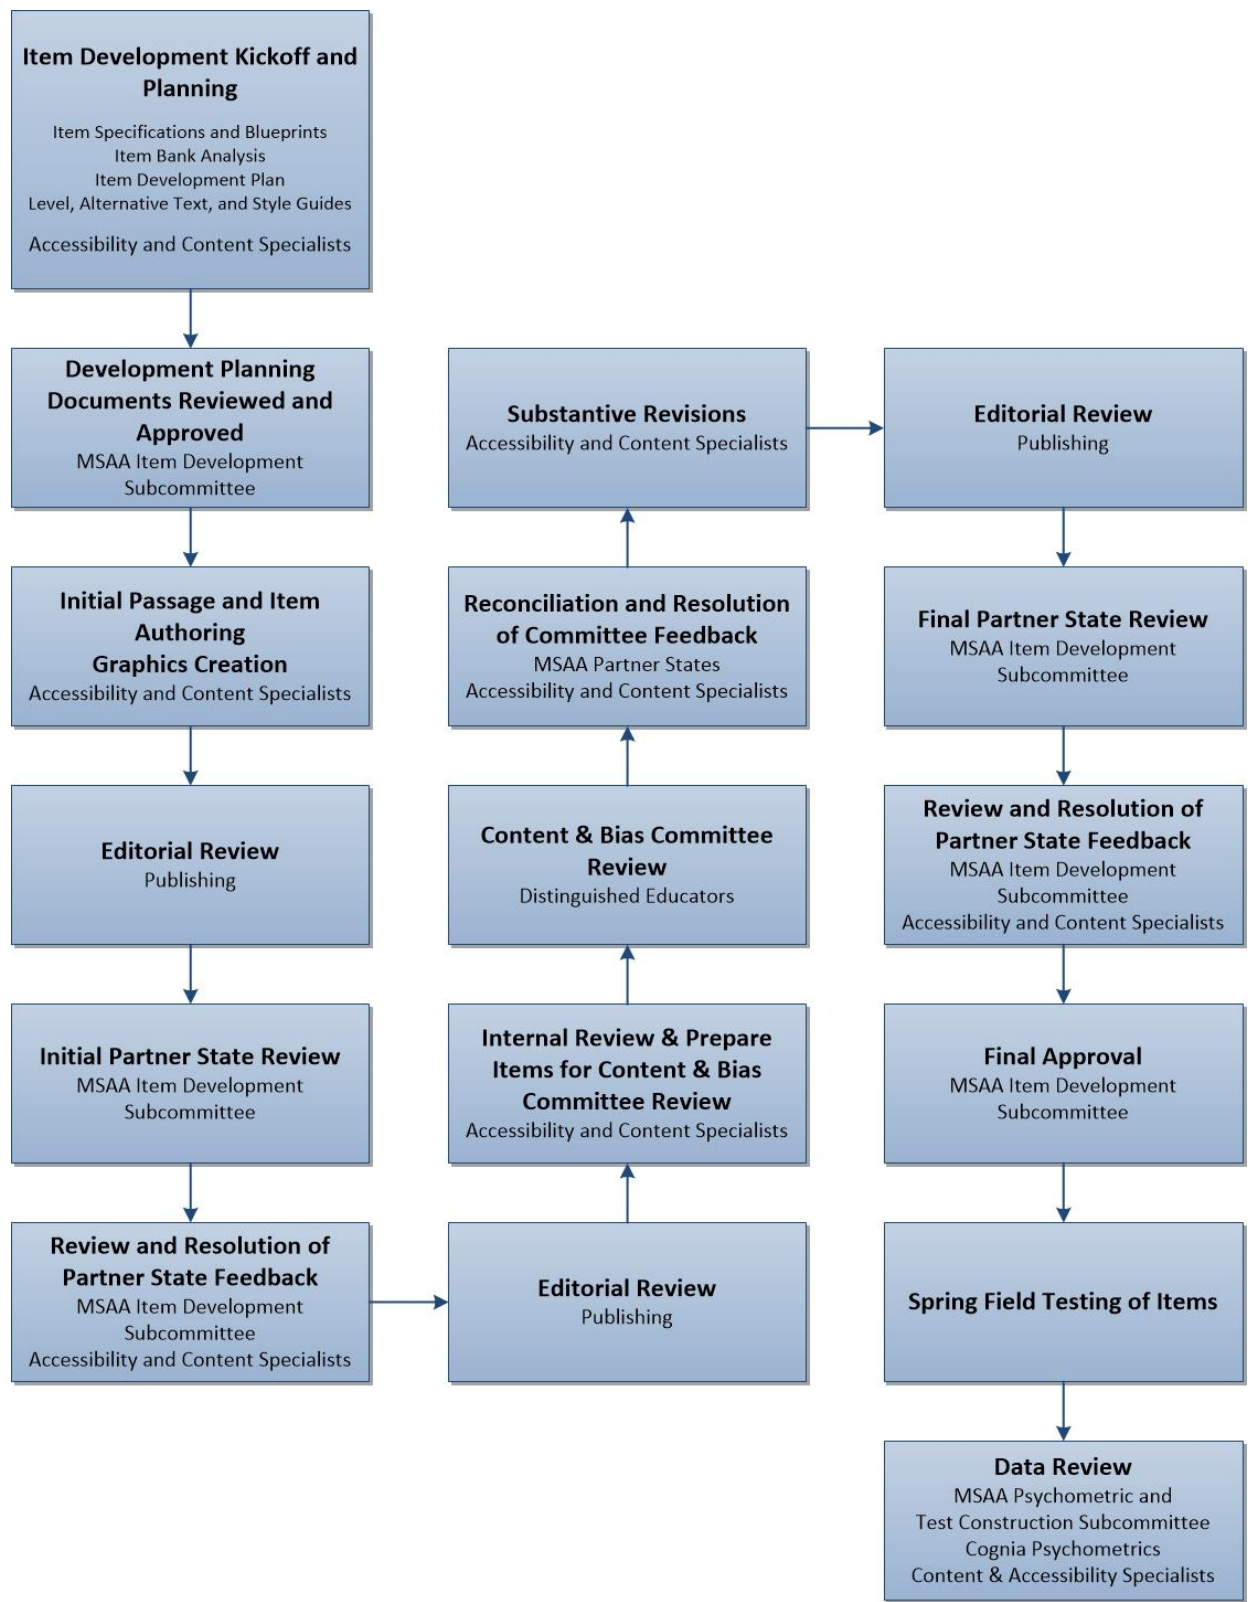 Item Development Kickoff and
Planning
Item Specifications and Blueprints
Item Bank Analysis
Item Development Plan
Level, Alternative Text, and Style Guides
Accessibility and Content Specialists
Development Planning
Documents Reviewed and
Approved
MSAA Item Development
Subcommittee
Initial Passage and Item
Authoring
Graphics Creation
Accessibility and Content Specialists
Editorial Review
Publishing
Initial Partner State Review
MSAA Item Development
Subcommittee
Review and Resolution of
Partner State Feedback
MSAA Item Development
Subcommittee
Accessibility and Content Specialists
Editorial Review
Publishing
Internal Review & Prepare
Items for Content & Bias
Committee Review
Accessibility and Content Specialists
Content & Bias Committee
Review
Distinguished Educators
Reconciliation and Resolution
of Committee Feedback
MSAA Partner States
Accessibility and Content Specialists
Substantive Revisions
Accessibility and Content Specialists
Editorial Review
Publishing
Final Partner State Review
MSAA Item Development
Subcommittee
Review and Resolution of
Partner State Feedback
MSAA Item Development
Subcommittee
Accessibility and Content Specialists
Final Approval
MSAA Item Development
Subcommittee
Spring Field Testing of Items
Data Review
MSAA Psychometric and
Test Construction Subcommittee
Cognia Psychometrics
Content & Accessibility Specialists